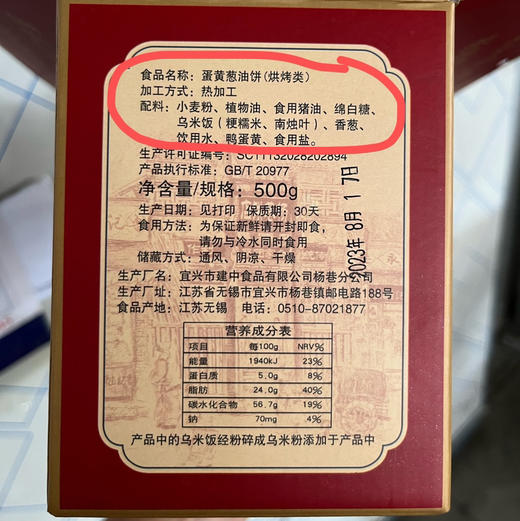 食品名称：蛋黄葱油饼(烘烤类)
加工方式：热加工
配料：小麦粉、植物油、食用猪油、绵白糖、
乌米饭（粳糯米、南烛叶）、香葱、
饮用水、鸭蛋黄、食用盐。
生产许可证编号：SC11132028202894
产品执行标准：GB/T 20977
净含量/规格：500g
生产日期：见打印 保质期：30天
食用方法：为保证新鲜请开封即食，
请勿与冷水同时食用
储藏方式：通风、阴凉、干燥
生产厂名：宜兴市建中食品有限公司杨巷分公司
生产厂址：江苏省无锡市宜兴市杨巷镇邮电路188号
食品产地：江苏无锡 电话：0510-87021877
2023年8月17日
营养成分表
项目 每100g NRV%
能量 1940kJ 23%
蛋白质 5.0g 8%
脂肪 24.0g 40%
碳水化合物 56.7g 19%
钠 70mg 4%
产品中的乌米饭经粉碎成乌米粉添加于产品中